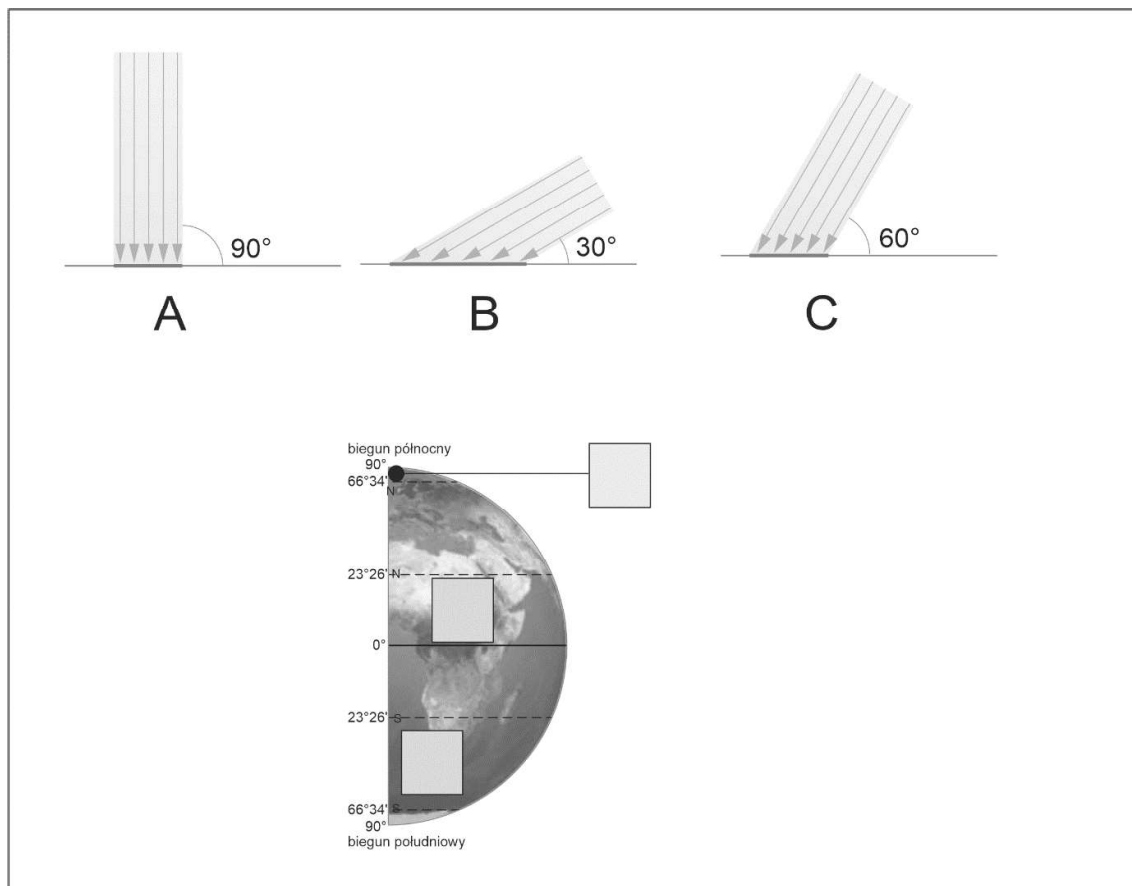 90°
30°
60°
A
B
C
biegun północny
90°
66°34'
N
23°26' N
0°
23°26' S
66°34' S
90°
biegun południowy